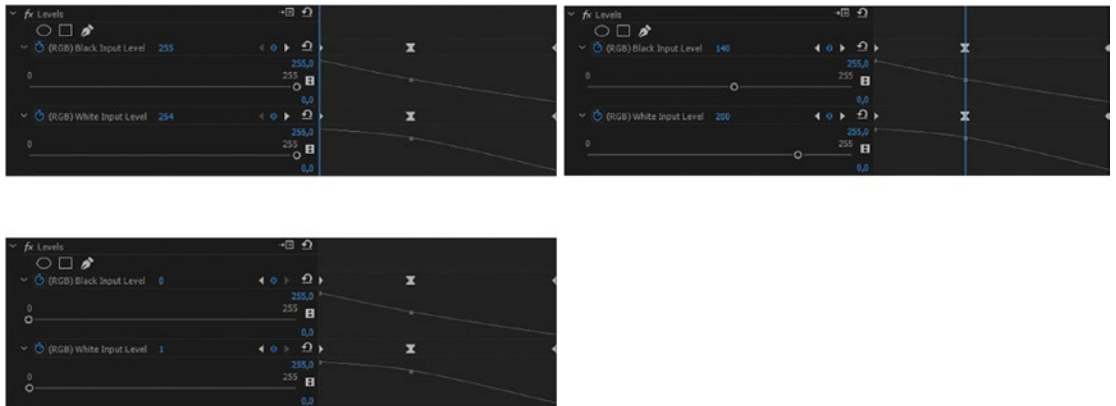 fx Levels
(RGB) Black Input Level 255
255,0
0 255
0,0
(RGB) White Input Level 254
255,0
0 255
0,0
fx Levels
(RGB) Black Input Level 140
255,0
0 255
0,0
(RGB) White Input Level 200
255,0
0 255
0,0
fx Levels
(RGB) Black Input Level 0
255,0
0 255
0,0
(RGB) White Input Level 1
255,0
0 255
0,0